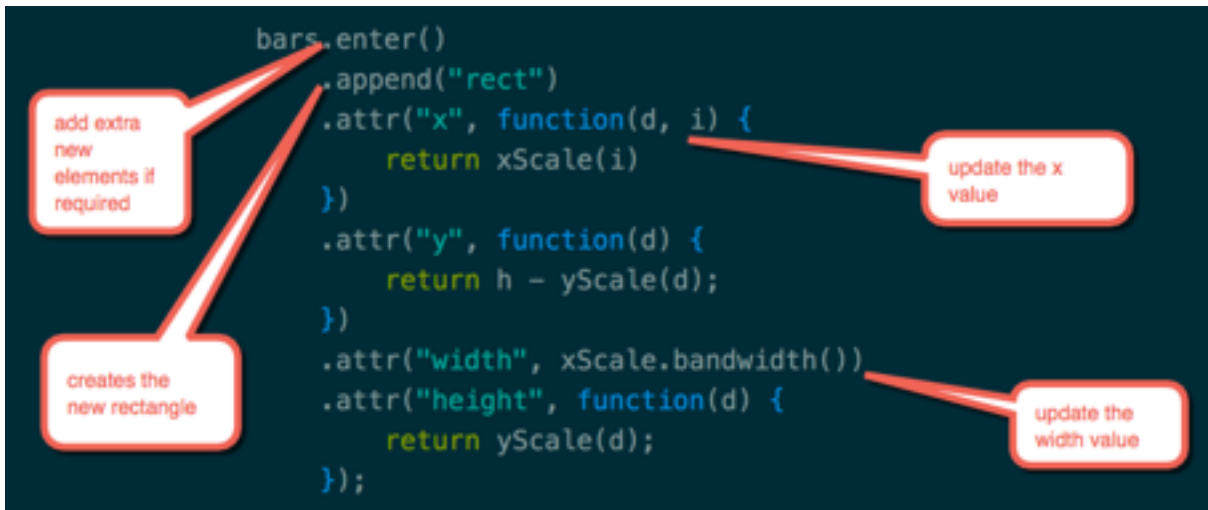 bars.enter()
.append("rect")
.attr("x", function(d, i) {
return xScale(i)
})
.attr("y", function(d) {
return h – yScale(d);
})
.attr("width", xScale.bandwidth())
.attr("height", function(d) {
return yScale(d);
});
add extra
new
elements if
required
creates the
new rectangle
update the x
value
update the
width value